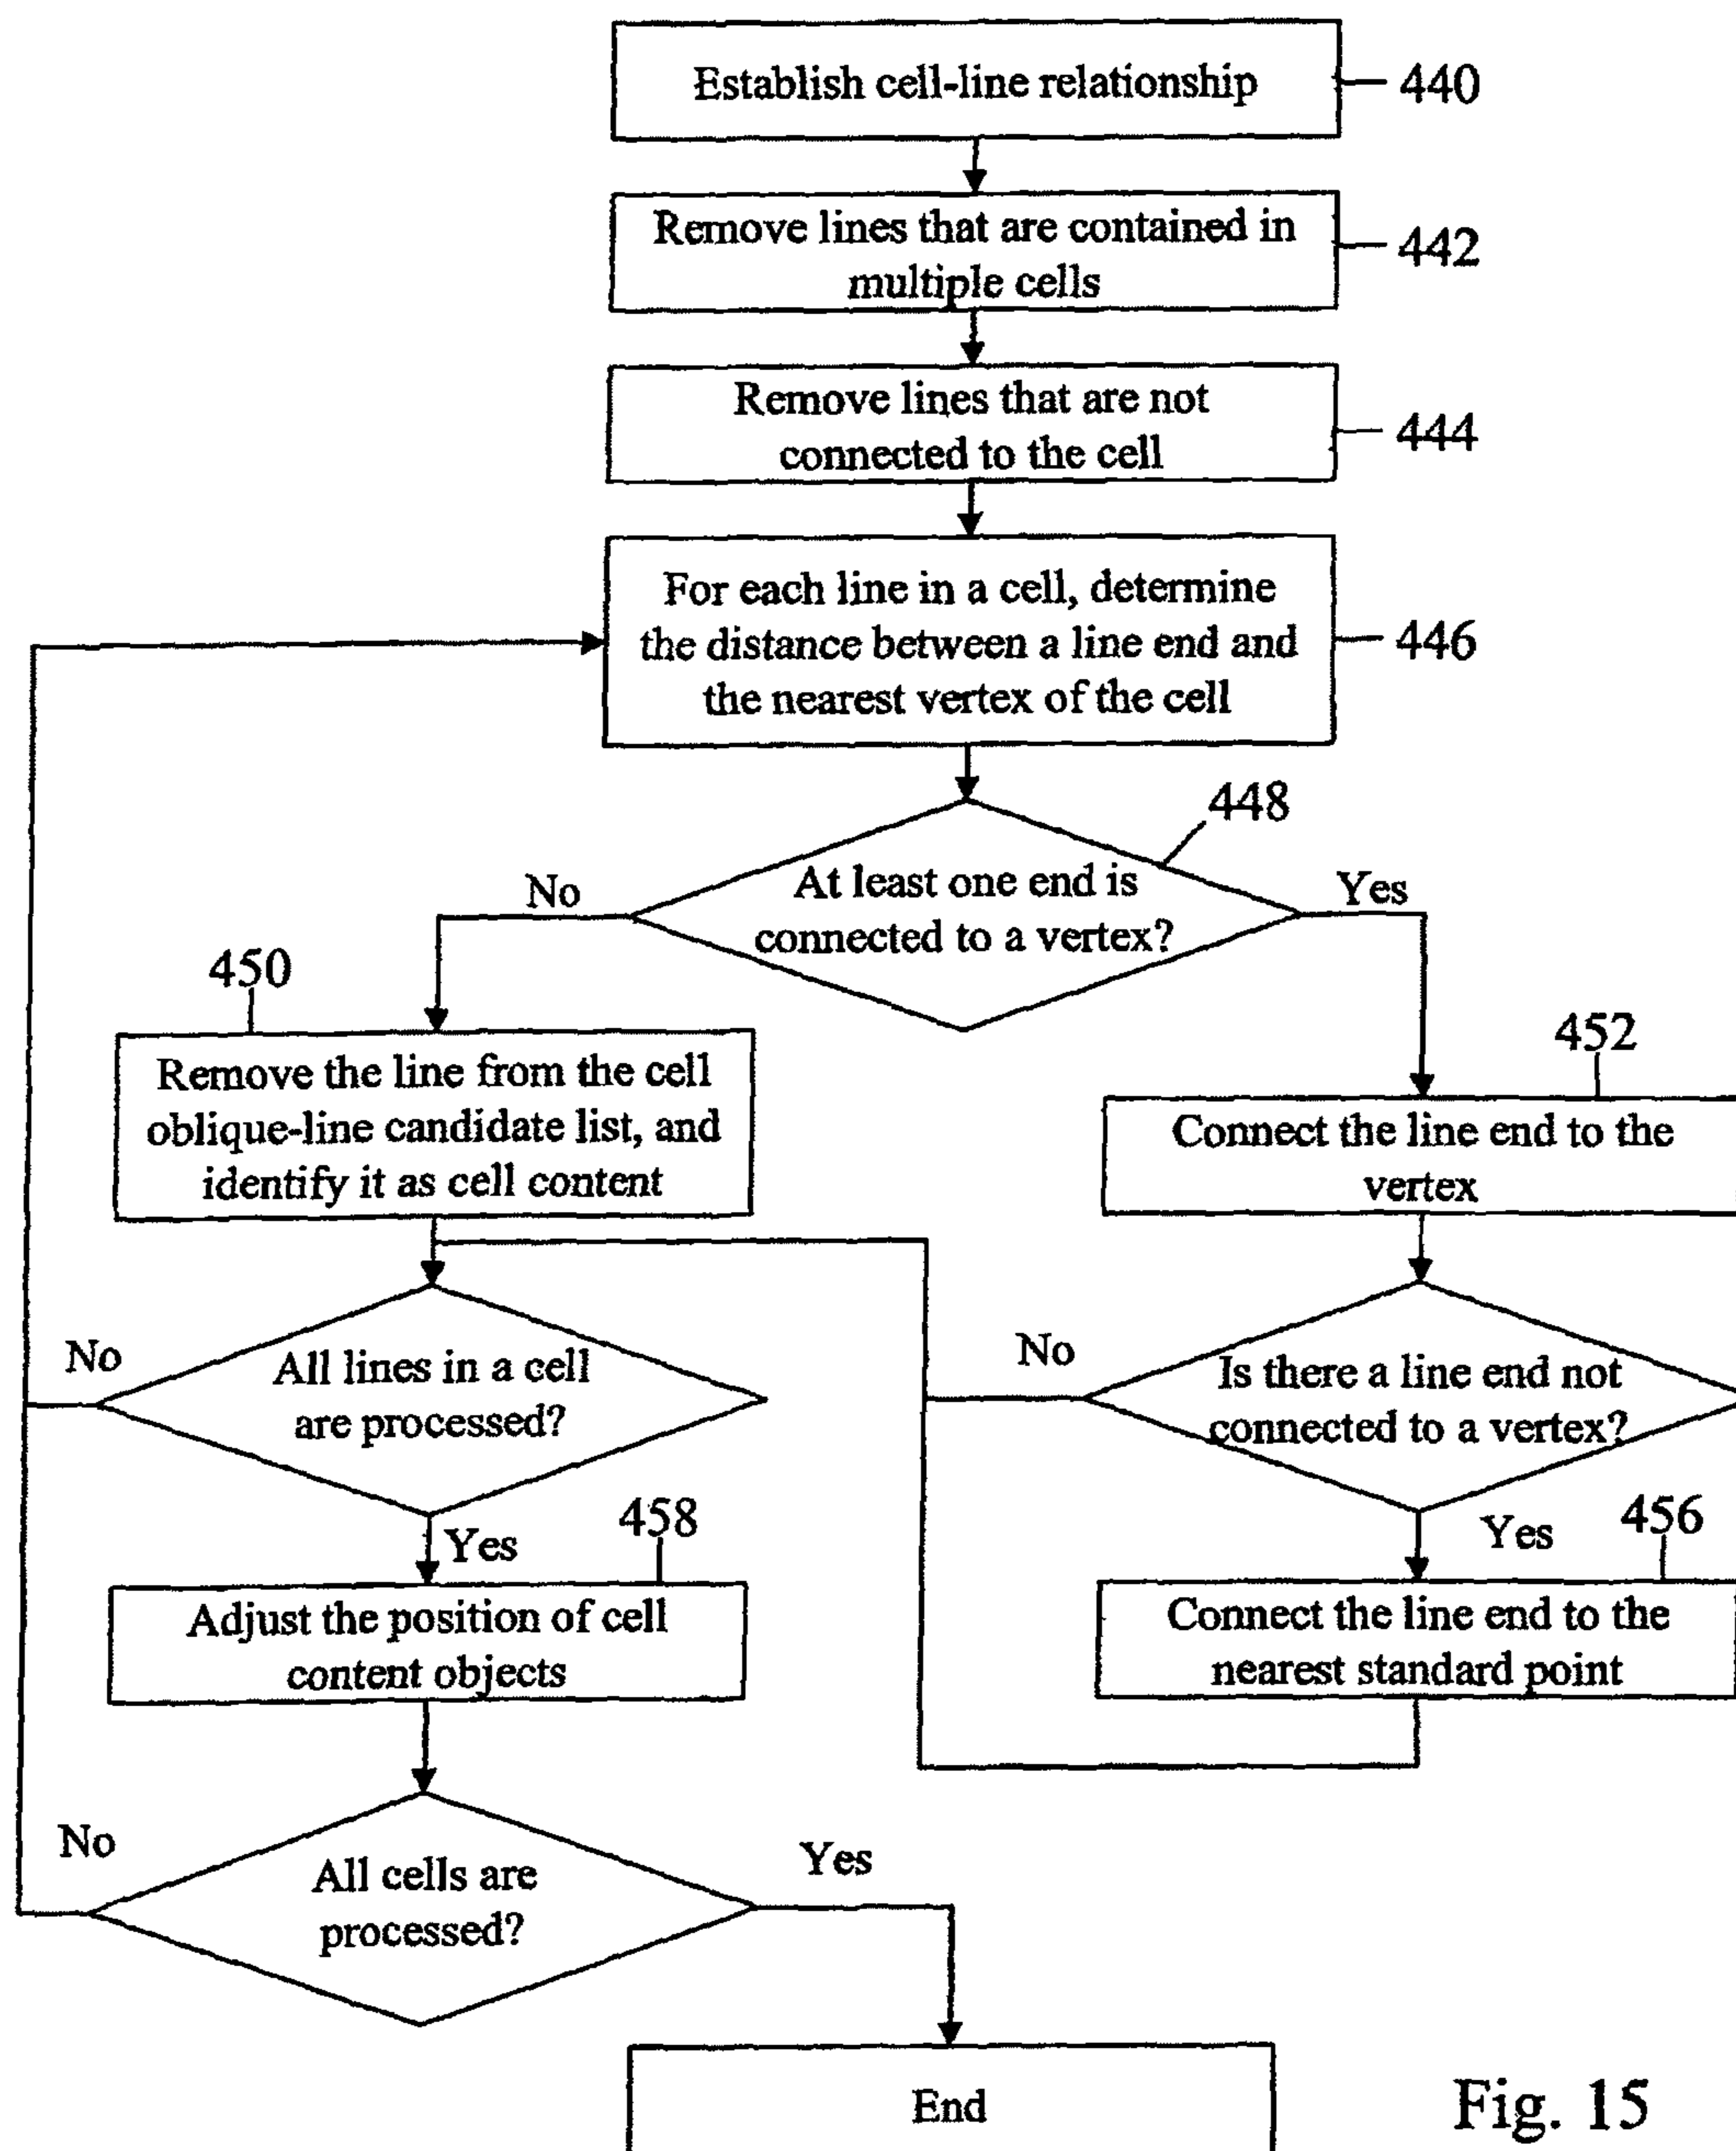 Establish cell-line relationship
440
Remove lines that are contained in
multiple cells
442
Remove lines that are not
connected to the cell
444
For each line in a cell, determine
the distance between a line end and
the nearest vertex of the cell
446
448
At least one end is
connected to a vertex?
No
Yes
450
Remove the line from the cell
oblique-line candidate list, and
identify it as cell content
452
Connect the line end to the
vertex
No
All lines in a cell
are processed?
No
Is there a line end not
connected to a vertex?
Yes
458
Yes
456
Adjust the position of cell
content objects
Connect the line end to the
nearest standard point
No
All cells are
processed?
Yes
End
Fig. 15